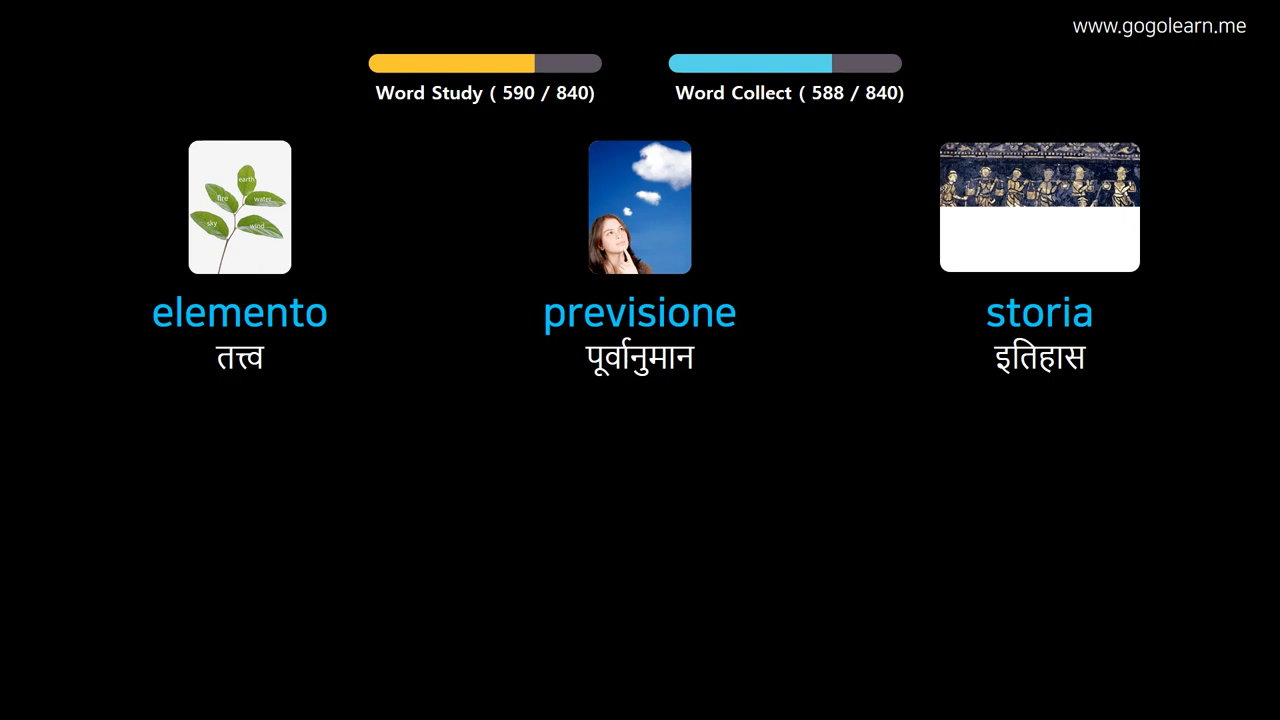 www.gogolearn.me
Word Study ( 590 / 840)
Word Collect ( 588 / 840)
earth
fire
water
sky
wind
elemento
previsione
storia
तत्त्व
पूर्वानुमान
इतिहास